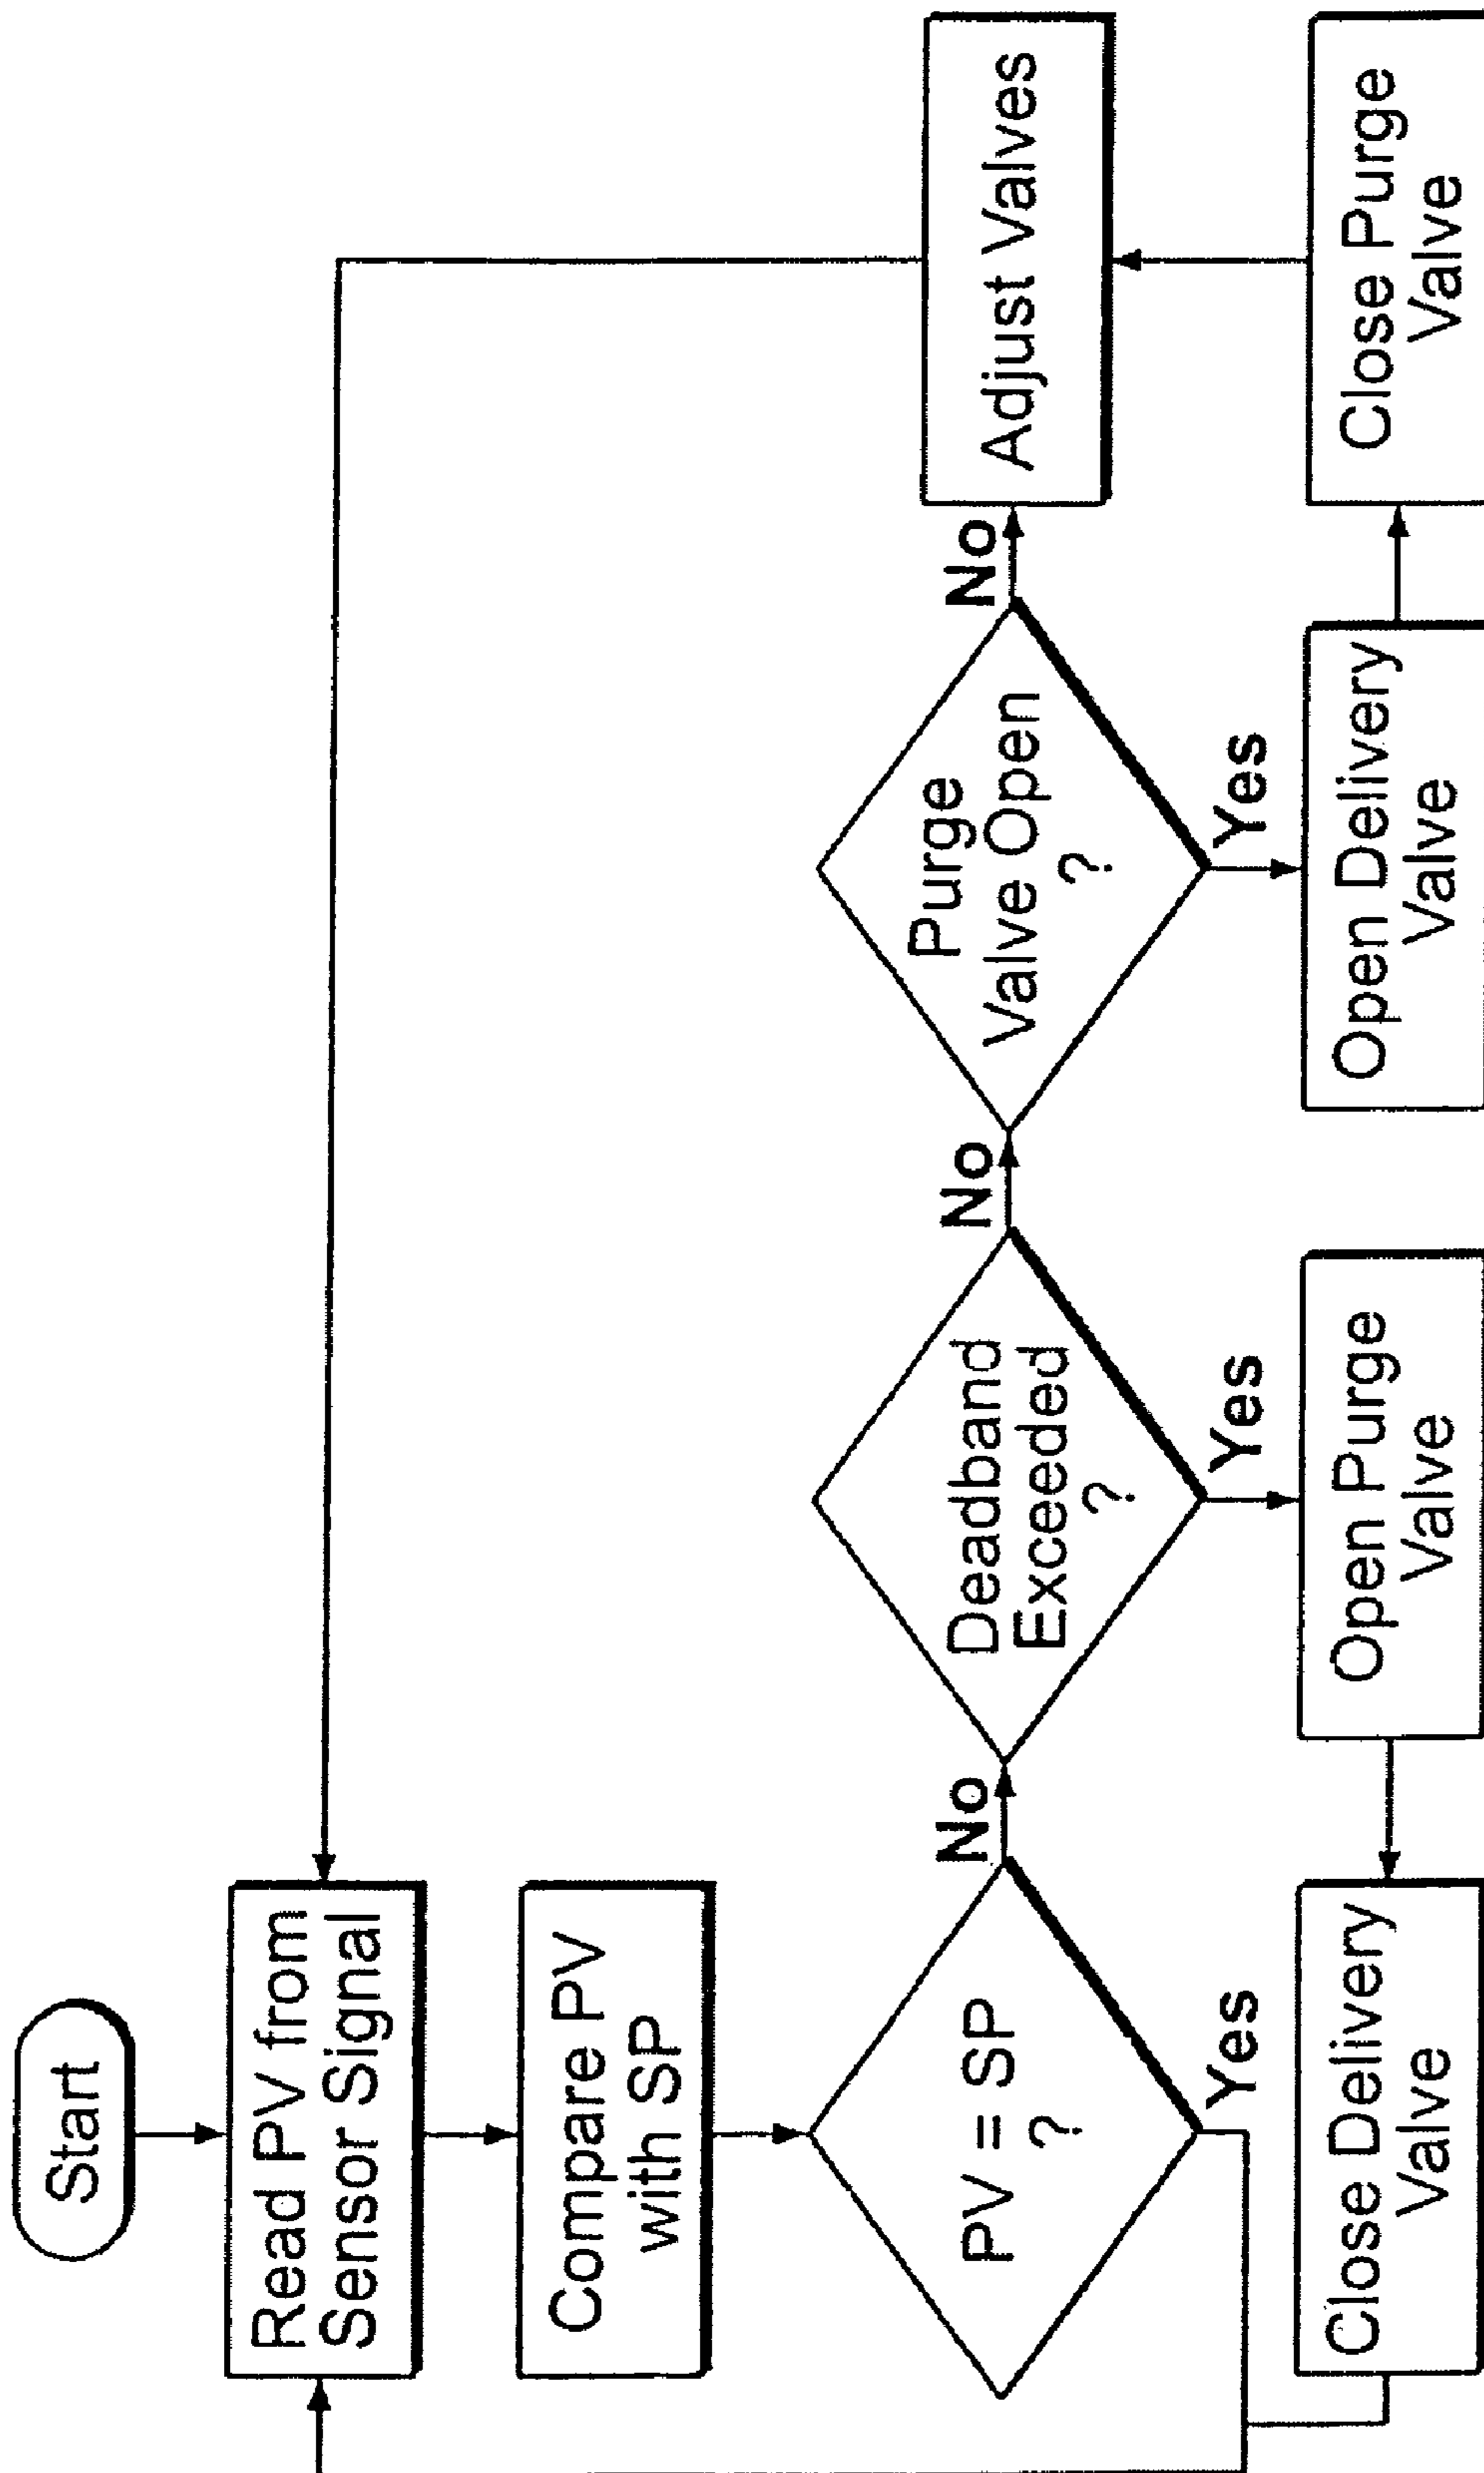 Start
Read PV from
Sensor Signal
Compare PV
with SP
PV = SP
?
No
Yes
Deadband
Exceeded
?
No
Yes
Purge
Valve Open
?
No
Yes
Adjust Valves
Close Delivery
Valve
Open Purge
Valve
Open Delivery
Valve
Close Purge
Valve